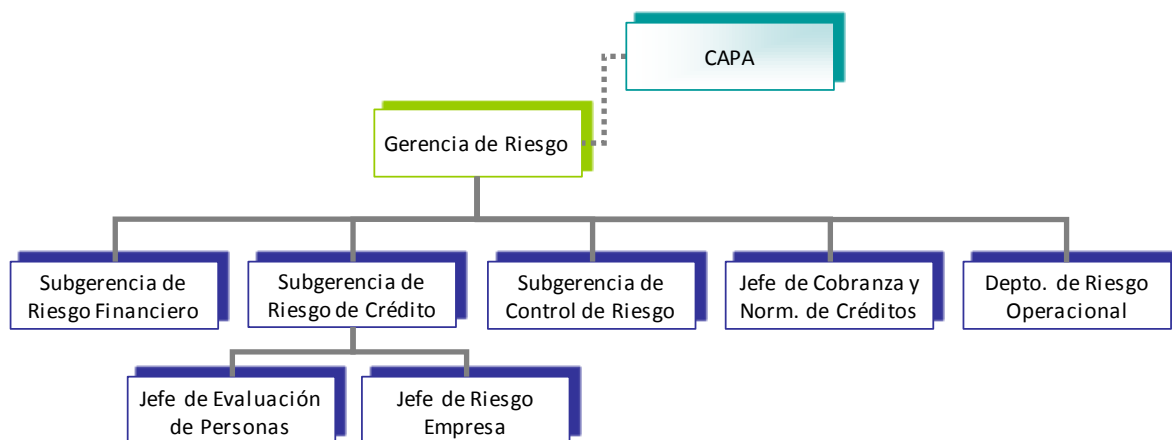 CAPA
Gerencia de Riesgo
Subgerencia de
Riesgo Financiero
Subgerencia de
Riesgo de Crédito
Subgerencia de
Control de Riesgo
Jefe de Cobranza y
Norm. de Créditos
Depto. de Riesgo
Operacional
Jefe de Evaluación
de Personas
Jefe de Riesgo
Empresa